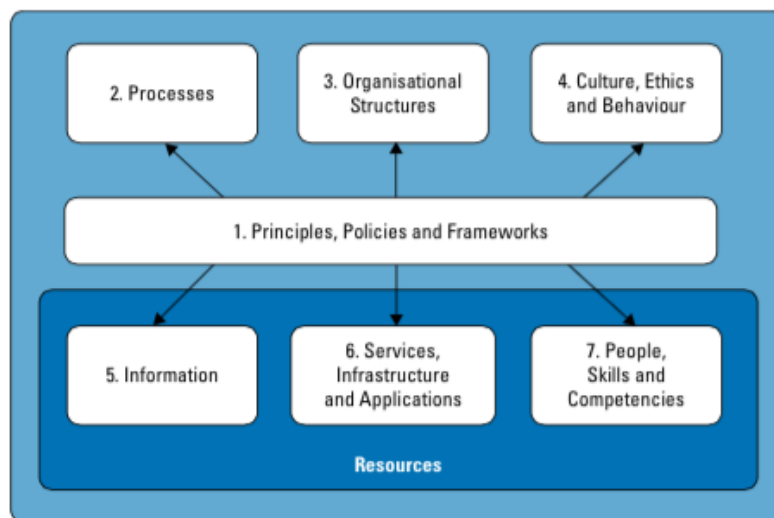 2. Processes
3. Organisational
Structures
4. Culture, Ethics
and Behaviour
1. Principles, Policies and Frameworks
5. Information
6. Services,
Infrastructure
and Applications
7. People,
Skills and
Competencies
Resources